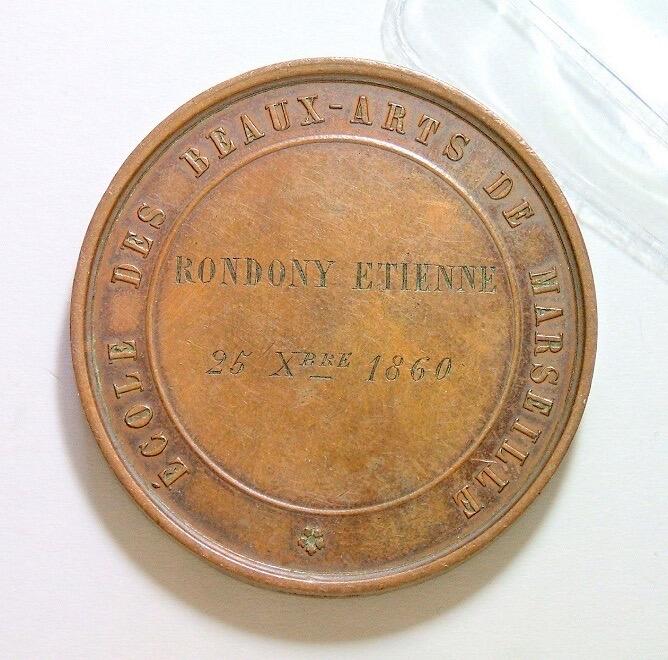 ÉCOLE DES BEAUX-ARTS DE MARSEILLE
RONDONY ETIENNE
25 XBRE 1860